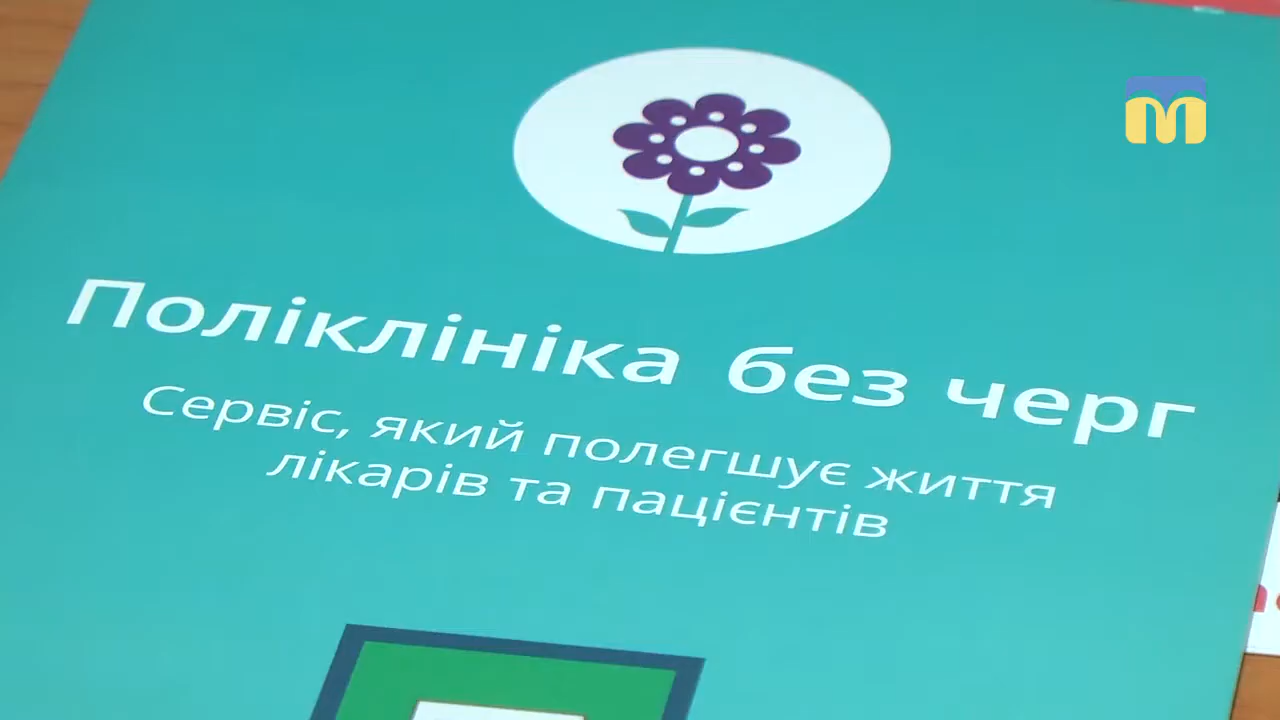 Поліклініка без черг
Сервіс, який полегшує життя
лікарів та пацієнтів